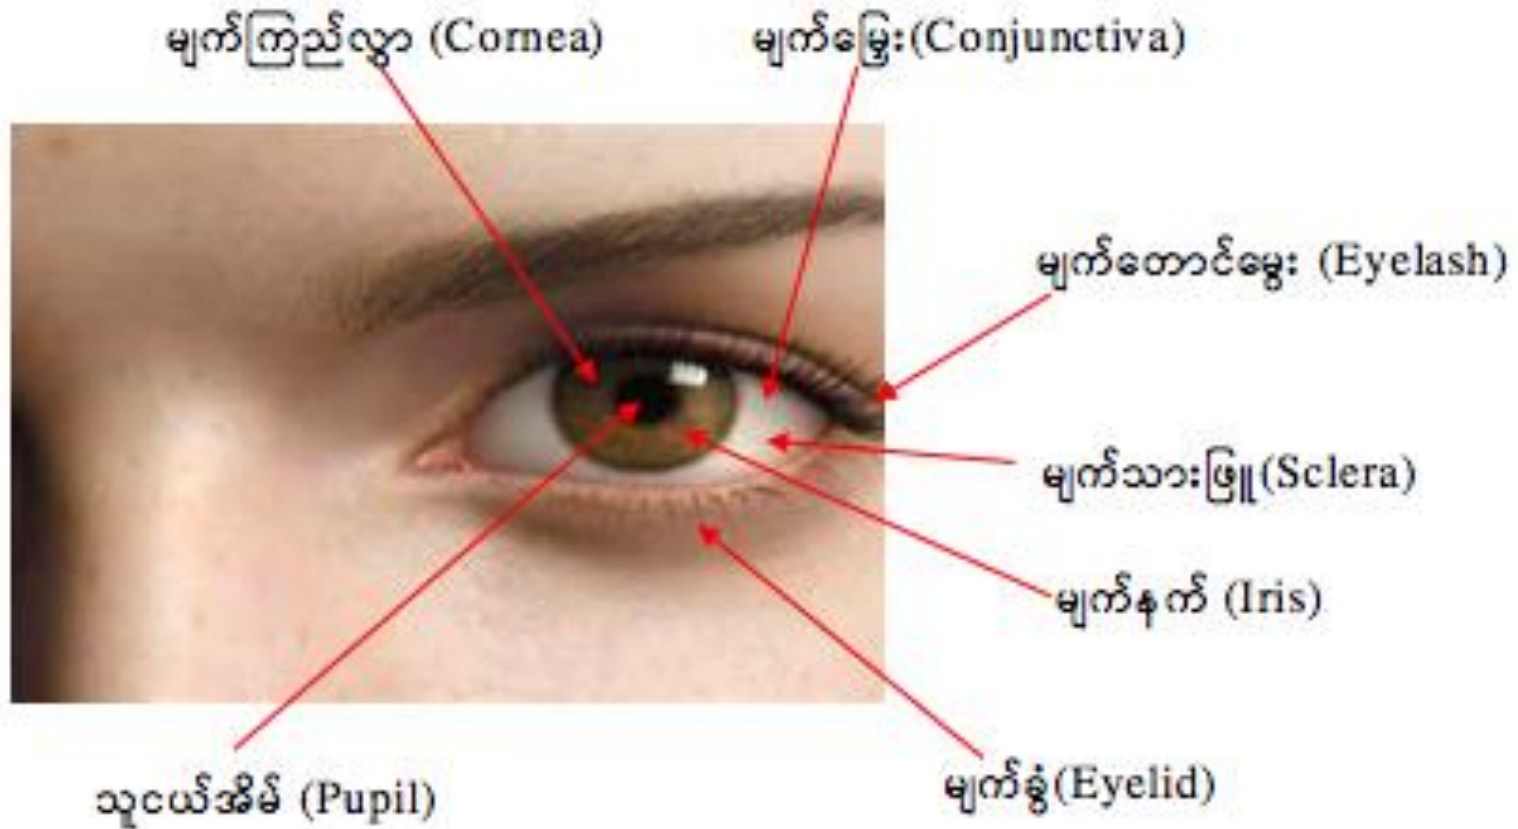 မျက်ကြည်လွှာ (Cornea)
မျက်မြှေး(Conjunctiva)
မျက်တောင်မွေး (Eyelash)
မျက်သားဖြူ(Sclera)
မျက်နက် (Iris)
မျက်ခွံ(Eyelid)
သူငယ်အိမ် (Pupil)